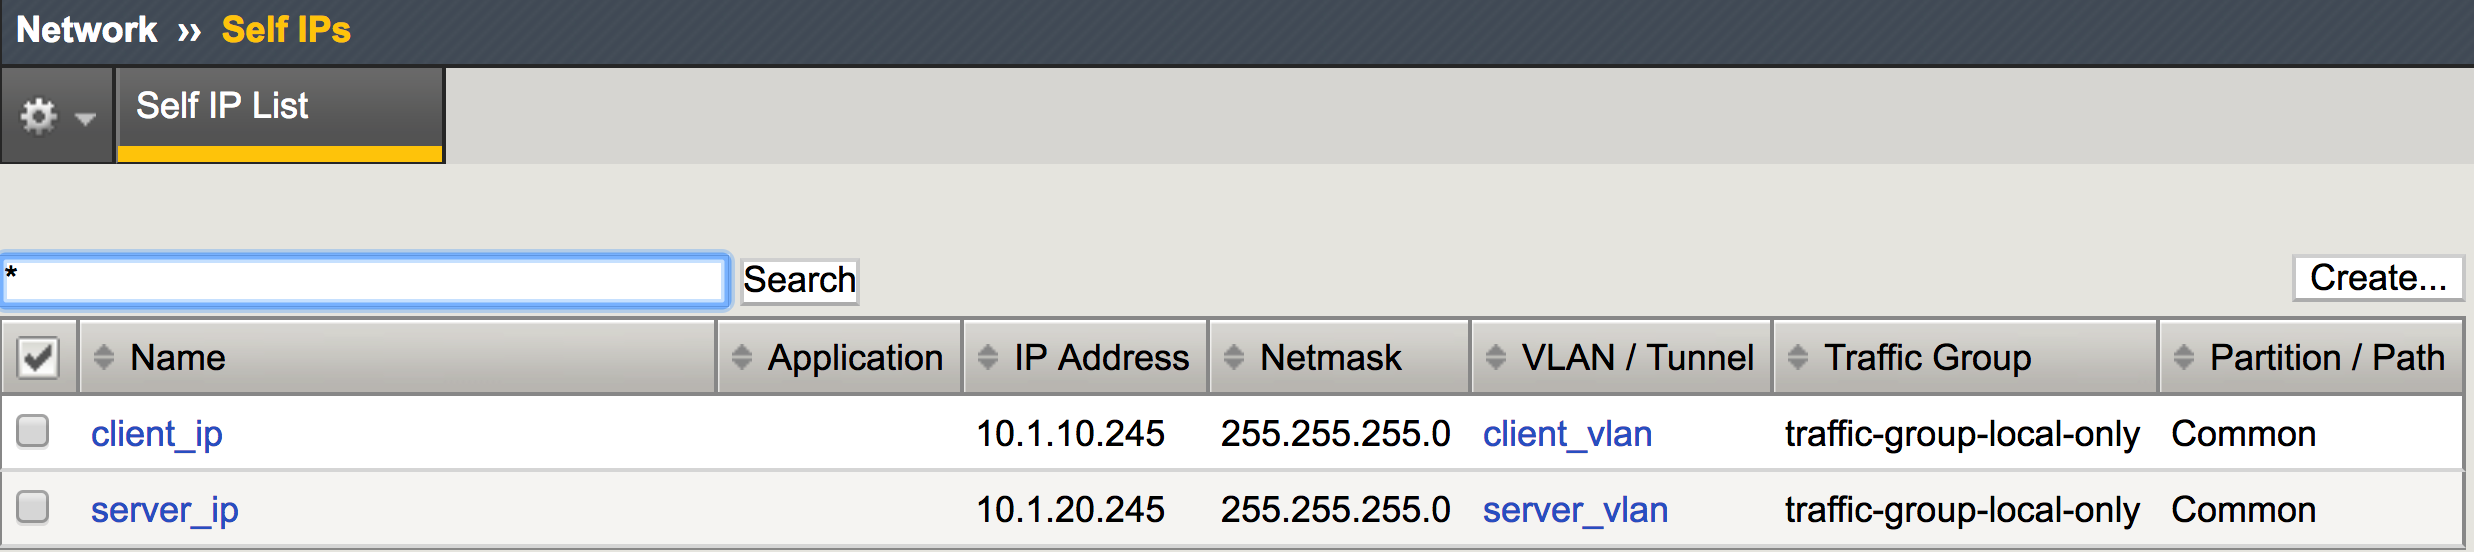 Network ›› Self IPs
Self IP List
*
Search
Create...
Name Application IP Address Netmask VLAN / Tunnel Traffic Group Partition / Path
client_ip 10.1.10.245 255.255.255.0 client_vlan traffic-group-local-only Common
server_ip 10.1.20.245 255.255.255.0 server_vlan traffic-group-local-only Common